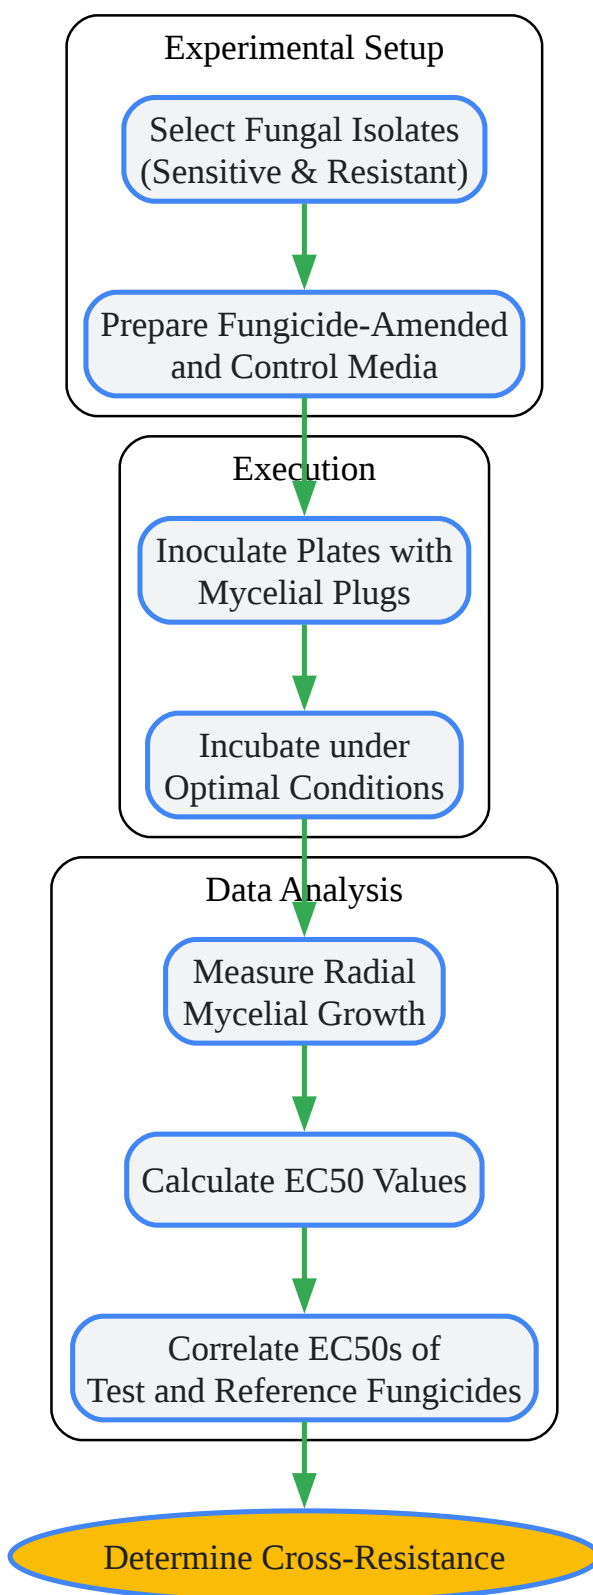 Experimental Setup
Select Fungal Isolates
(Sensitive & Resistant)
Prepare Fungicide-Amended
and Control Media
Execution
Inoculate Plates with
Mycelial Plugs
Incubate under
Optimal Conditions
Data Analysis
Measure Radial
Mycelial Growth
Calculate EC50 Values
Correlate EC50s of
Test and Reference Fungicides
Determine Cross-Resistance